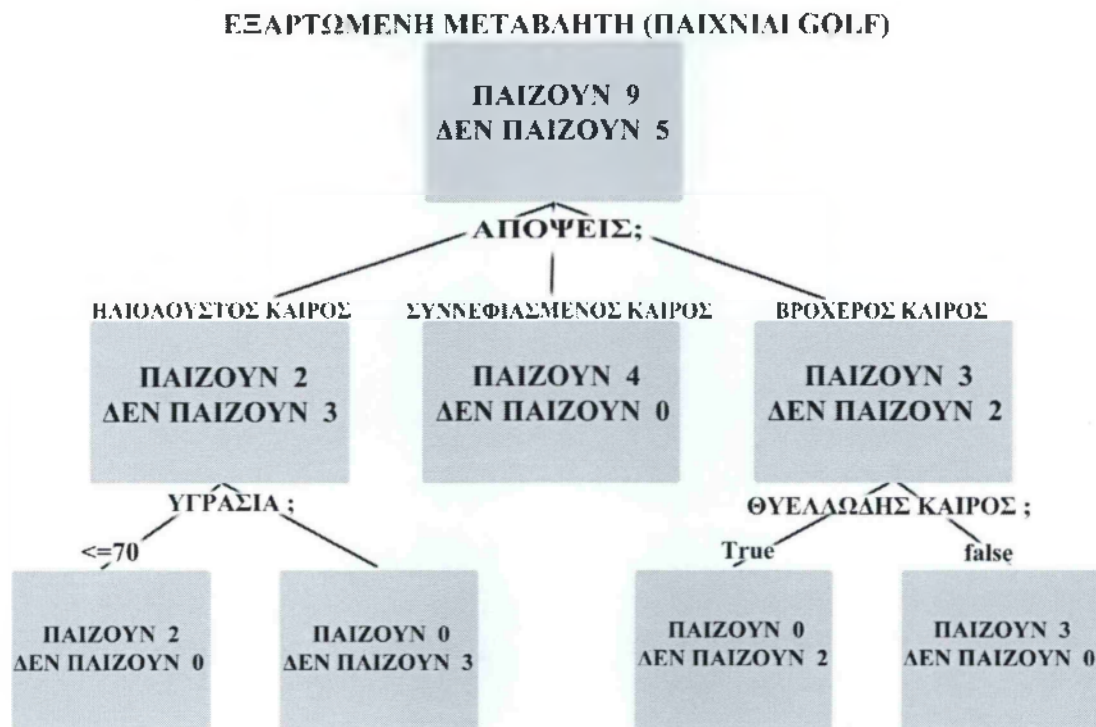 ΕΞΑΡΤΩΜΕΝΗ ΜΕΤΑΒΛΗΤΗ (ΠΑΙΧΝΙΔΙ GOLF)
ΠΑΙΖΟΥΝ 9
ΔΕΝ ΠΑΙΖΟΥΝ 5
ΑΠΟΨΕΙΣ;
ΗΛΙΟΛΟΥΣΤΟΣ ΚΑΙΡΟΣ
ΠΑΙΖΟΥΝ 2
ΔΕΝ ΠΑΙΖΟΥΝ 3
ΣΥΝΝΕΦΙΑΣΜΕΝΟΣ ΚΑΙΡΟΣ
ΠΑΙΖΟΥΝ 4
ΔΕΝ ΠΑΙΖΟΥΝ 0
ΒΡΟΧΕΡΟΣ ΚΑΙΡΟΣ
ΠΑΙΖΟΥΝ 3
ΔΕΝ ΠΑΙΖΟΥΝ 2
ΥΓΡΑΣΙΑ ;
ΘΥΕΛΛΩΔΗΣ ΚΑΙΡΟΣ ;
<=70
True
false
ΠΑΙΖΟΥΝ 2
ΔΕΝ ΠΑΙΖΟΥΝ 0
ΠΑΙΖΟΥΝ 0
ΔΕΝ ΠΑΙΖΟΥΝ 3
ΠΑΙΖΟΥΝ 0
ΔΕΝ ΠΑΙΖΟΥΝ 2
ΠΑΙΖΟΥΝ 3
ΔΕΝ ΠΑΙΖΟΥΝ 0